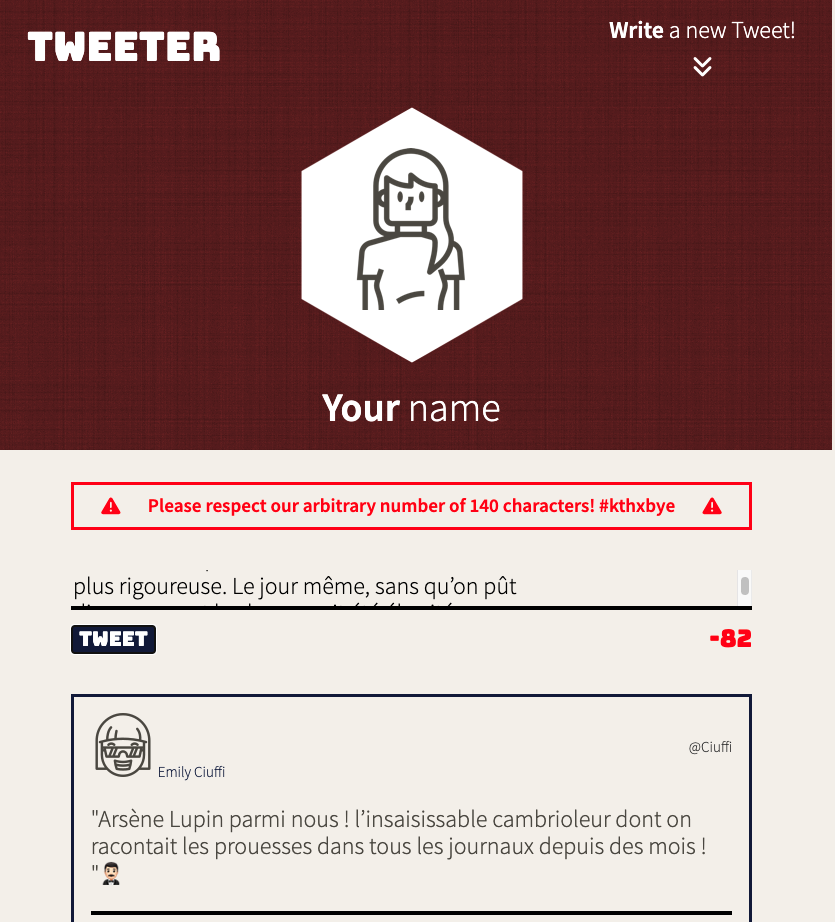 TWEETER
Write a new Tweet!
Your name
Please respect our arbitrary number of 140 characters! #kthxbye
plus rigoureuse. Le jour même, sans qu’on pût
TWEET
-82
@Ciuffi
Emily Ciuffi
"Arsène Lupin parmi nous ! l’insaisissable cambrioleur dont on
racontait les prouesses dans tous les journaux depuis des mois !
"